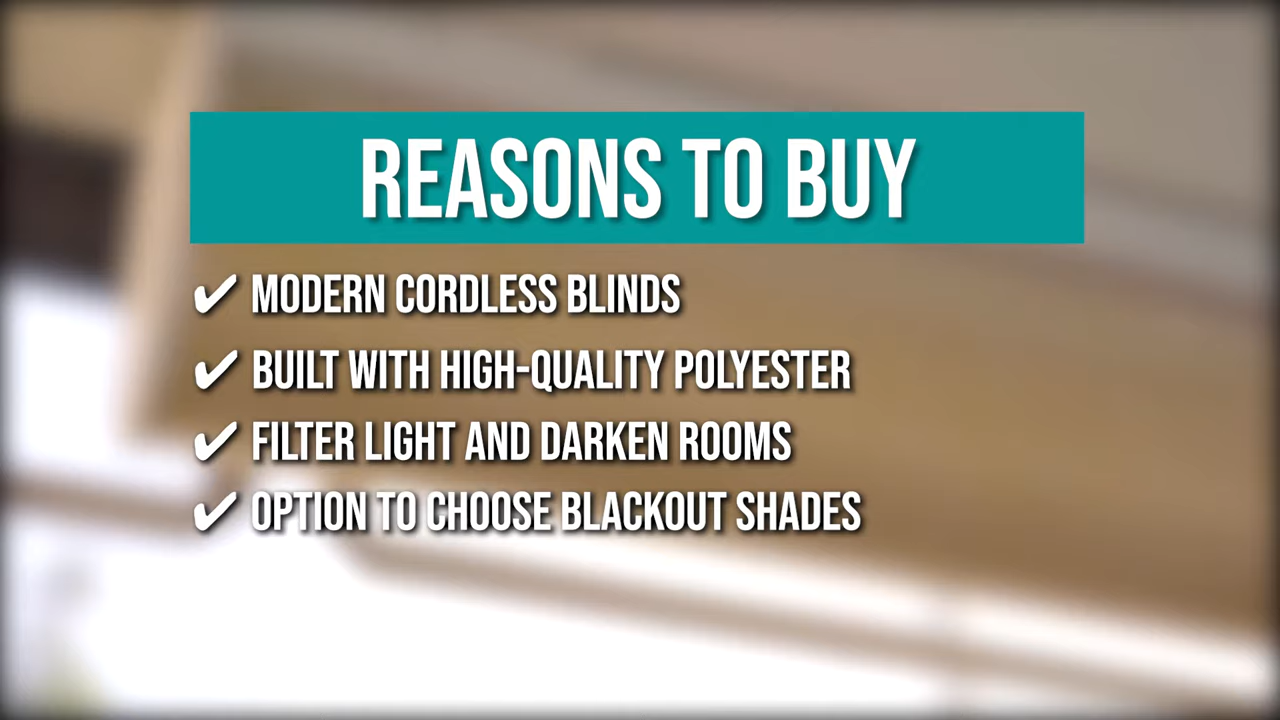 REASONS TO BUY
✔ MODERN CORDLESS BLINDS
✔ BUILT WITH HIGH-QUALITY POLYESTER
✔ FILTER LIGHT AND DARKEN ROOMS
✔ OPTION TO CHOOSE BLACKOUT SHADES